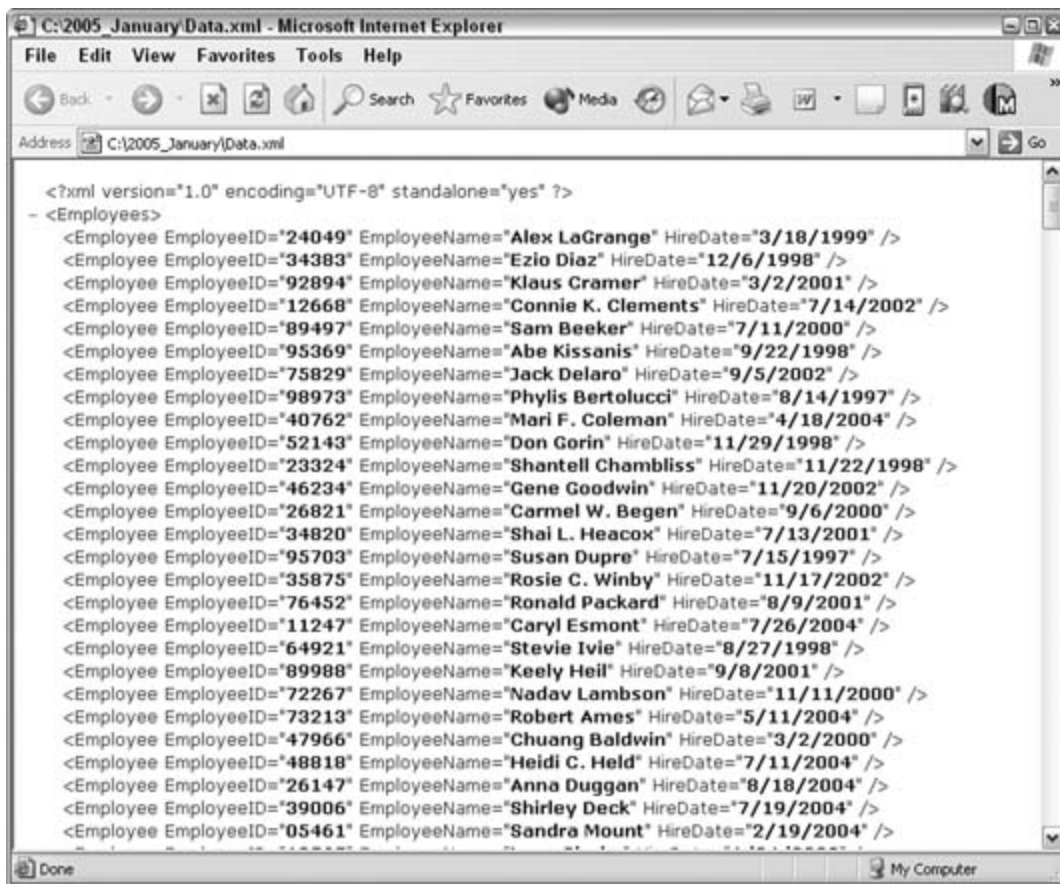 C:\2005_January\Data.xml - Microsoft Internet Explorer
File Edit View Favorites Tools Help
Back Search Favorites Media
Address C:\2005_January\Data.xml Go
<?xml version="1.0" encoding="UTF-8" standalone="yes" ?>
- <Employees>
<Employee EmployeeID="24049" EmployeeName="Alex LaGrange" HireDate="3/18/1999" />
<Employee EmployeeID="34383" EmployeeName="Ezio Diaz" HireDate="12/6/1998" />
<Employee EmployeeID="92894" EmployeeName="Klaus Cramer" HireDate="3/2/2001" />
<Employee EmployeeID="12668" EmployeeName="Connie K. Clements" HireDate="7/14/2002" />
<Employee EmployeeID="89497" EmployeeName="Sam Beeker" HireDate="7/11/2000" />
<Employee EmployeeID="95369" EmployeeName="Abe Kissanis" HireDate="9/22/1998" />
<Employee EmployeeID="75829" EmployeeName="Jack Delaro" HireDate="9/5/2002" />
<Employee EmployeeID="98973" EmployeeName="Phylis Bertolucci" HireDate="8/14/1997" />
<Employee EmployeeID="40762" EmployeeName="Mari F. Coleman" HireDate="4/18/2004" />
<Employee EmployeeID="52143" EmployeeName="Don Gorin" HireDate="11/29/1998" />
<Employee EmployeeID="23324" EmployeeName="Shantell Chambliss" HireDate="11/22/1998" />
<Employee EmployeeID="46234" EmployeeName="Gene Goodwin" HireDate="11/20/2002" />
<Employee EmployeeID="26821" EmployeeName="Carmel W. Begen" HireDate="9/6/2000" />
<Employee EmployeeID="34820" EmployeeName="Shai L. Heacox" HireDate="7/13/2001" />
<Employee EmployeeID="95703" EmployeeName="Susan Dupre" HireDate="7/15/1997" />
<Employee EmployeeID="35875" EmployeeName="Rosie C. Winby" HireDate="11/17/2002" />
<Employee EmployeeID="76452" EmployeeName="Ronald Packard" HireDate="8/9/2001" />
<Employee EmployeeID="11247" EmployeeName="Caryl Esmont" HireDate="7/26/2004" />
<Employee EmployeeID="64921" EmployeeName="Stevie Ivie" HireDate="8/27/1998" />
<Employee EmployeeID="89988" EmployeeName="Keely Heil" HireDate="9/8/2001" />
<Employee EmployeeID="72267" EmployeeName="Nadav Lambson" HireDate="11/11/2000" />
<Employee EmployeeID="73213" EmployeeName="Robert Ames" HireDate="5/11/2004" />
<Employee EmployeeID="47966" EmployeeName="Chuang Baldwin" HireDate="3/2/2000" />
<Employee EmployeeID="48818" EmployeeName="Heidi C. Held" HireDate="7/11/2004" />
<Employee EmployeeID="26147" EmployeeName="Anna Duggan" HireDate="8/18/2004" />
<Employee EmployeeID="39006" EmployeeName="Shirley Deck" HireDate="7/19/2004" />
<Employee EmployeeID="05461" EmployeeName="Sandra Mount" HireDate="2/19/2004" />
Done My Computer